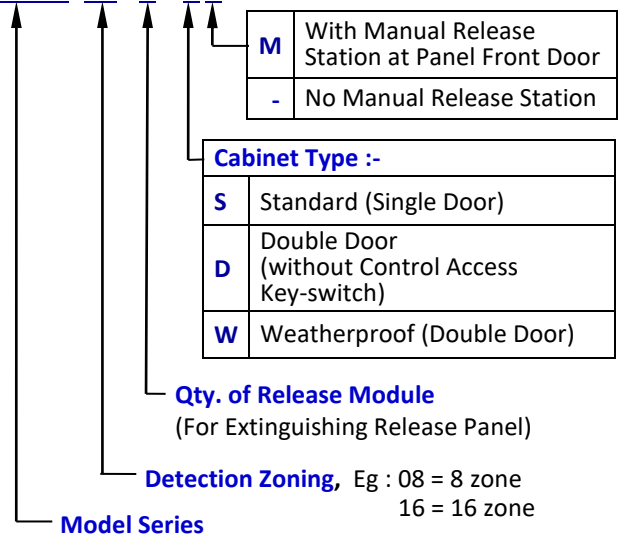 M With Manual Release
Station at Panel Front Door
- No Manual Release Station
Cabinet Type :-
S Standard (Single Door)
Double Door
D (without Control Access
Key-switch)
W Weatherproof (Double Door)
Qty. of Release Module
(For Extinguishing Release Panel)
Detection Zoning, Eg : 08 = 8 zone
16 = 16 zone
Model Series